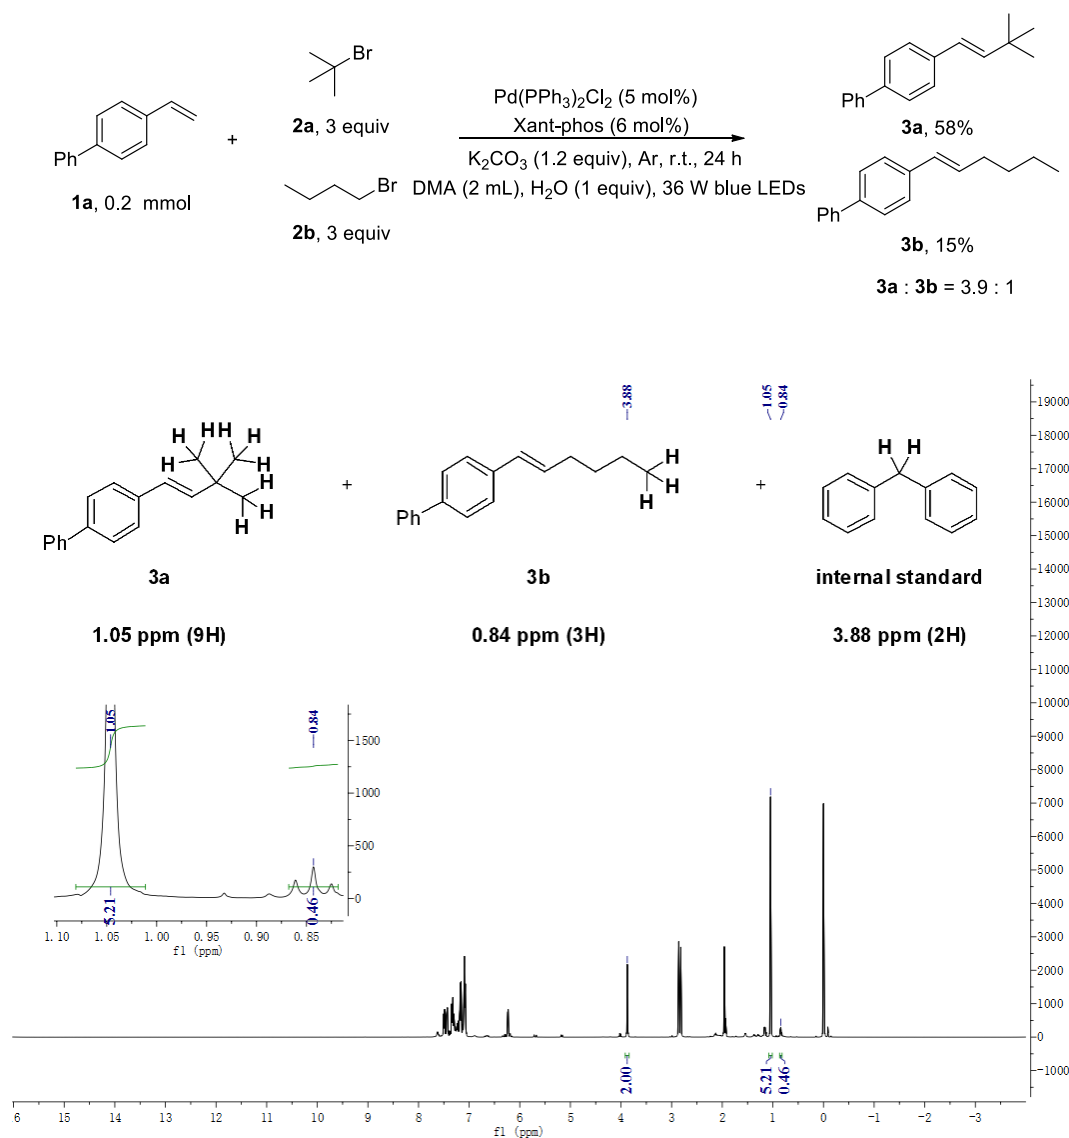 Br
2a, 3 equiv
Ph
1a, 0.2 mmol
+
Br
2b, 3 equiv
Pd(PPh3)2Cl2 (5 mol%)
Xant-phos (6 mol%)
K2CO3 (1.2 equiv), Ar, r.t., 24 h
DMA (2 mL), H2O (1 equiv), 36 W blue LEDs
Ph
3a, 58%
Ph
3b, 15%
3a : 3b = 3.9 : 1
3.88
1.05
0.84
H H H H H H H H H
Ph
3a
1.05 ppm (9H)
+
H H H
Ph
3b
0.84 ppm (3H)
+
H H
internal standard
3.88 ppm (2H)
1.05
0.84
1500
1000
500
0
5.21
0.46
1.10 1.05 1.00 0.95 0.90 0.85
f1 (ppm)
19000
18000
17000
16000
15000
14000
13000
12000
11000
10000
9000
8000
7000
6000
5000
4000
3000
2000
1000
0
-1000
2.00
5.21
0.46
6 15 14 13 12 11 10 9 8 7 6 5 4 3 2 1 0 -1 -2 -3
f1 (ppm)